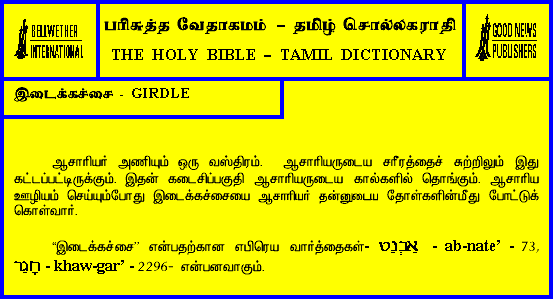 BELLWETHER
INTERNATIONAL
பரிசுத்த வேதாகமம் – தமிழ் சொல்லகராதி
THE HOLY BIBLE – TAMIL DICTIONARY
GOOD NEWS
PUBLISHERS
இடைக்கச்சை - GIRDLE
ஆசாரியர் அணியும் ஒரு வஸ்திரம். ஆசாரியருடைய சரீரத்தைச் சுற்றிலும் இது
கட்டப்பட்டிருக்கும். இதன் கடைசிப்பகுதி ஆசாரியருடைய கால்களில் தொங்கும். ஆசாரிய
ஊழியம் செய்யும்போது இடைக்கச்சையை ஆசாரியர் தன்னுடைய தோள்களின்மீது போட்டுக்
கொள்வார்.
“இடைக்கச்சை” என்பதற்கான எபிரெய வார்த்தைகள்- אַבְנֵט - ab-nate’ - 73,
חָגַר - khaw-gar’ - 2296- என்பனவாகும்.